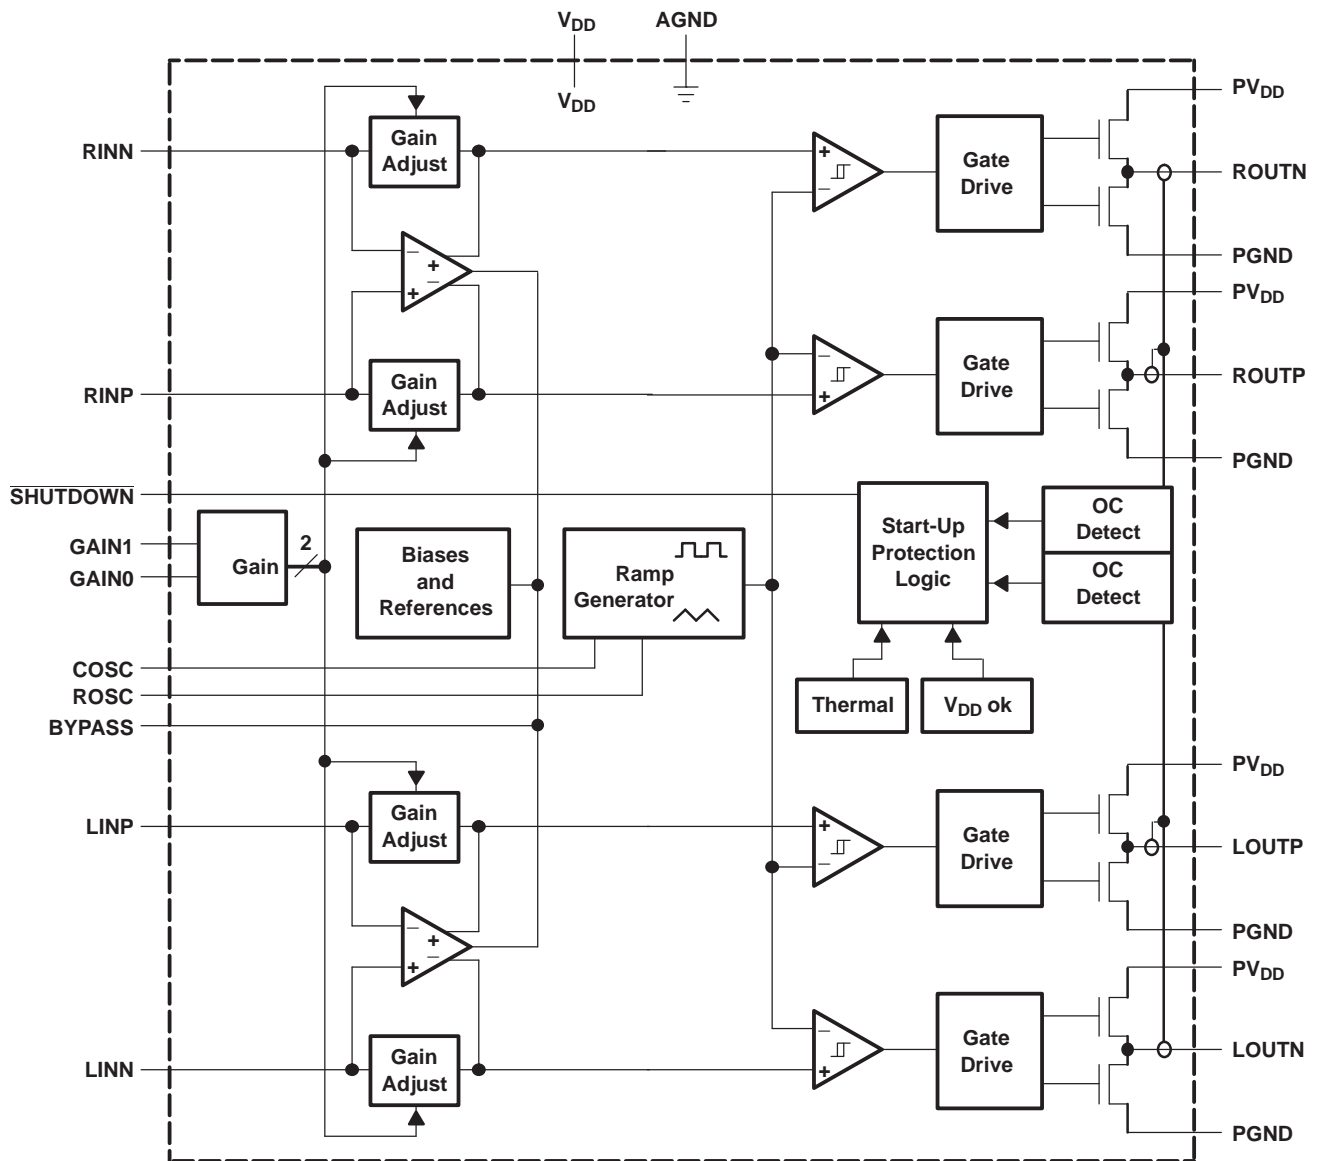 VDD AGND
VDD
PVDD
RINN
Gain
Adjust
+
−
Gate
Drive
ROUTN
−
+
−
+
PGND
PVDD
RINP
Gain
Adjust
−
+
Gate
Drive
ROUTP
PGND
SHUTDOWN
GAIN1
GAIN0
Gain
2
Biases
and
References
Ramp
Generator
Start-Up
Protection
Logic
OC
Detect
OC
Detect
COSC
ROSC
BYPASS
Thermal
VDD ok
PVDD
LINP
Gain
Adjust
+
−
Gate
Drive
LOUTP
−
+
−
+
PGND
PVDD
LINN
Gain
Adjust
−
+
Gate
Drive
LOUTN
PGND